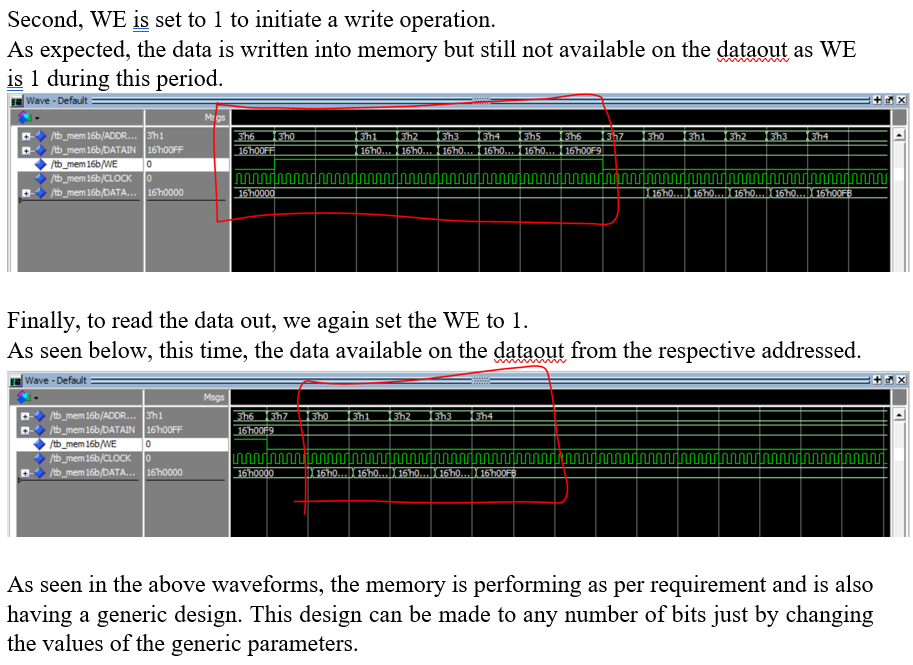 Second, WE is set to 1 to initiate a write operation.
As expected, the data is written into memory but still not available on the dataout as WE
is 1 during this period.
Wave - Default
Msgs
/tb_mem16b/ADDR... 3'h1 3'h6 3'h0 3'h1 3'h2 3'h3 3'h4 3'h5 3'h6 3'h7 3'h0 3'h1 3'h2 3'h3 3'h4
/tb_mem16b/DATAIN 16'h00FF 16'h00FF 16'h0... 16'h0... 16'h0... 16'h0... 16'h0... 16'h00F9
/tb_mem16b/WE 0
/tb_mem16b/CLOCK 0
/tb_mem16b/DATA... 16'h0000 16'h0000 16'h0... 16'h0... 16'h0... 16'h0... 16'h00FB
Finally, to read the data out, we again set the WE to 1.
As seen below, this time, the data available on the dataout from the respective addressed.
Wave - Default
Msgs
/tb_mem16b/ADDR... 3'h1 3'h6 3'h7 3'h0 3'h1 3'h2 3'h3 3'h4
/tb_mem16b/DATAIN 16'h00FF 16'h00F9
/tb_mem16b/WE 0
/tb_mem16b/CLOCK 0
/tb_mem16b/DATA... 16'h0000 16'h0000 16'h0... 16'h0... 16'h0... 16'h0... 16'h00FB
As seen in the above waveforms, the memory is performing as per requirement and is also
having a generic design. This design can be made to any number of bits just by changing
the values of the generic parameters.